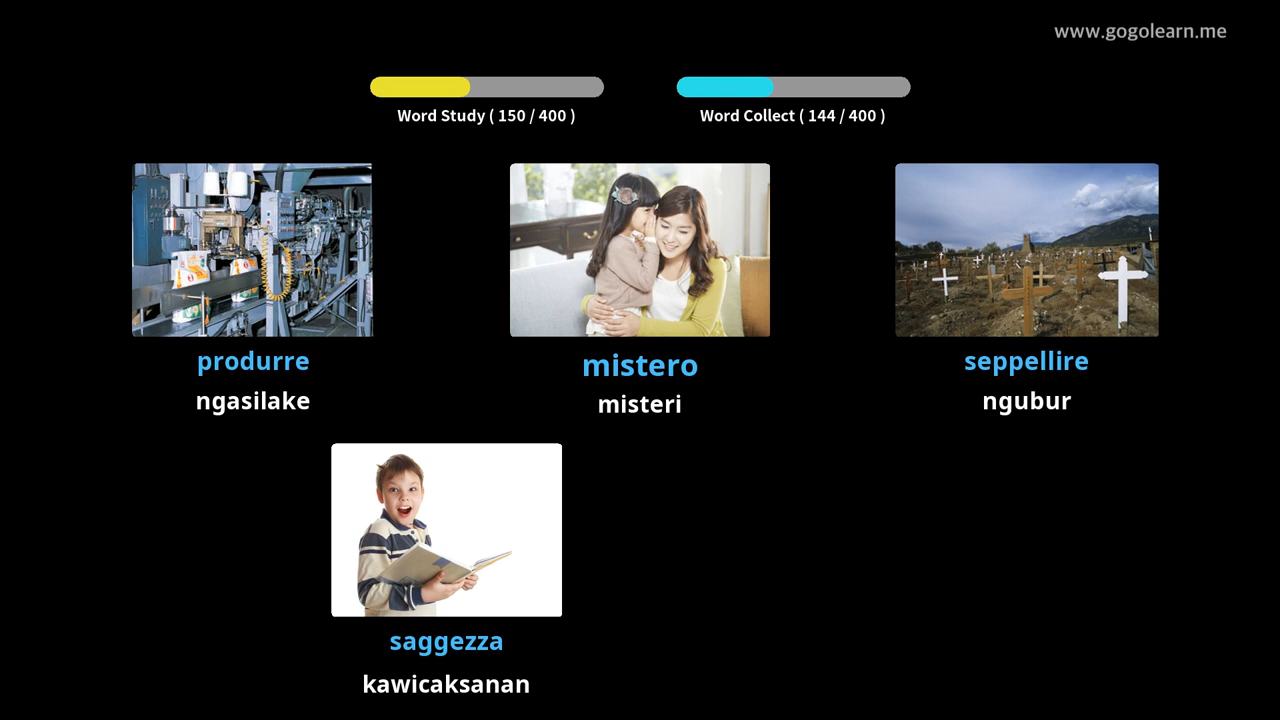 www.gogolearn.me
Word Study ( 150 / 400 )
Word Collect ( 144 / 400 )
produrre
ngasilake
mistero
misteri
seppellire
ngubur
saggezza
kawicaksanan